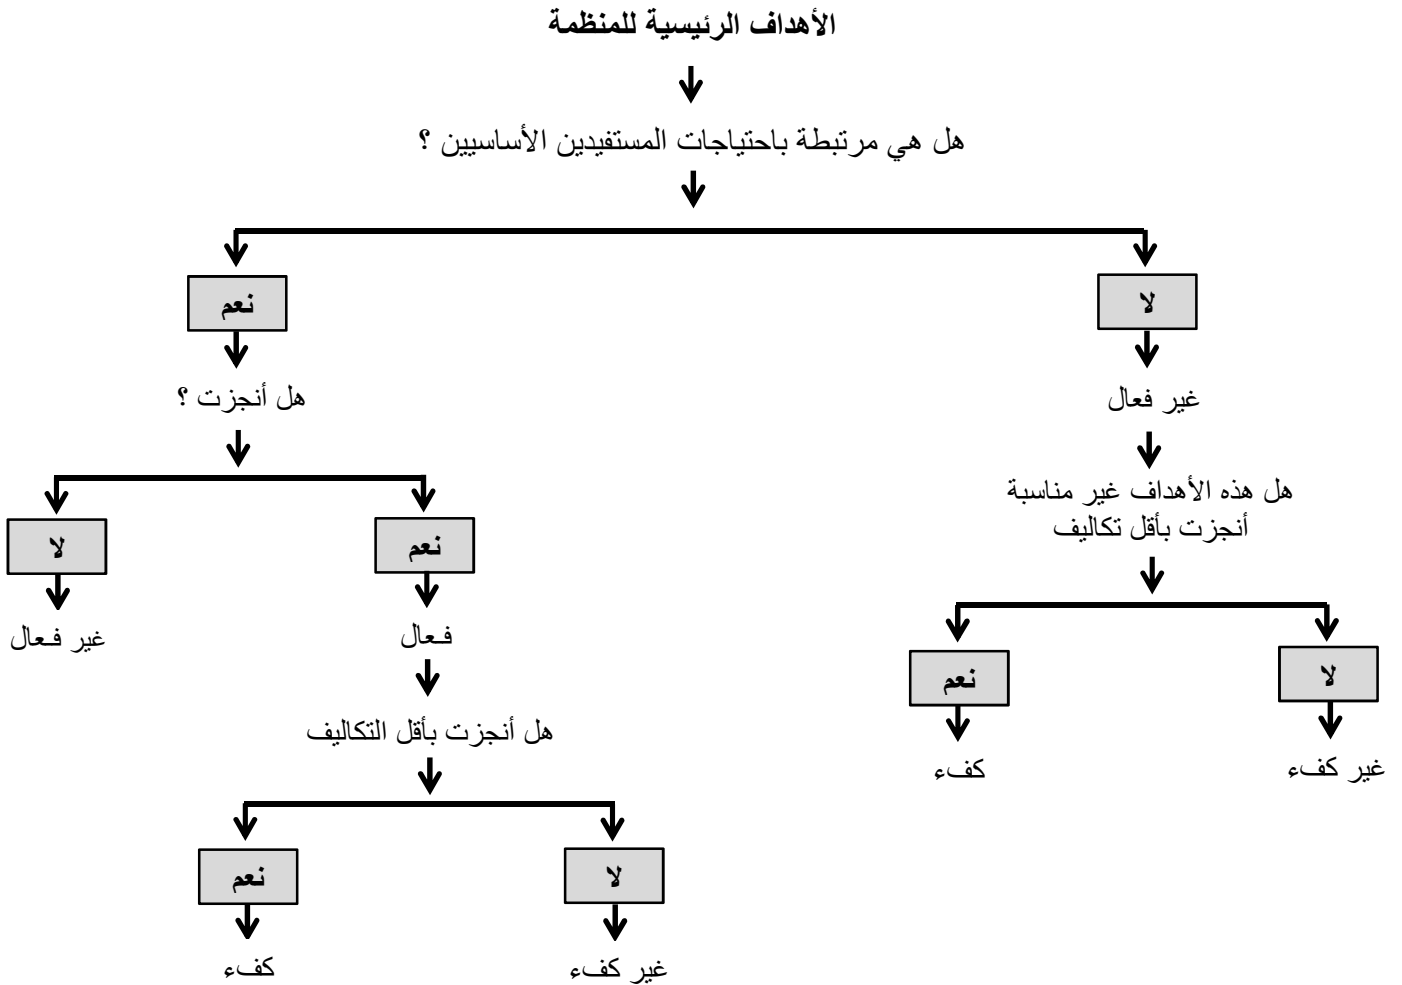 الأهداف الرئيسية للمنظمة
هل هي مرتبطة باحتياجات المستفيدين الأساسيين ؟
لا
نعم
غير فعال
هل أنجزت ؟
هل هذه الأهداف غير مناسبة
أنجزت بأقل تكاليف
نعم
لا
فـعال
غير فـعال
لا
نعم
هل أنجزت بأقل التكاليف
غير كفء
كفء
لا
نعم
غير كفء
كفء